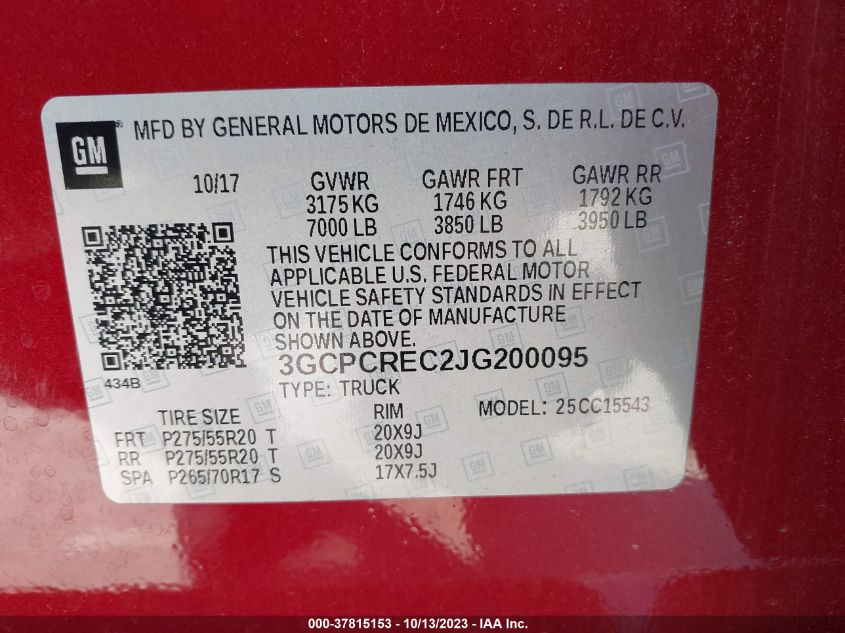 GM
MFD BY GENERAL MOTORS DE MEXICO, S. DE R.L. DE C.V.
10/17 GVWR GAWR FRT GAWR RR
3175 KG 1746 KG 1792 KG
7000 LB 3850 LB 3950 LB
THIS VEHICLE CONFORMS TO ALL
APPLICABLE U.S. FEDERAL MOTOR
VEHICLE SAFETY STANDARDS IN EFFECT
ON THE DATE OF MANUFACTURE
SHOWN ABOVE.
3GCPCREC2JG200095
434B
TYPE: TRUCK
TIRE SIZE RIM MODEL: 25CC15543
FRT P275/55R20 T 20X9J
RR P275/55R20 T 20X9J
SPA P265/70R17 S 17X7.5J
000-37815153 - 10/13/2023 - IAA Inc.